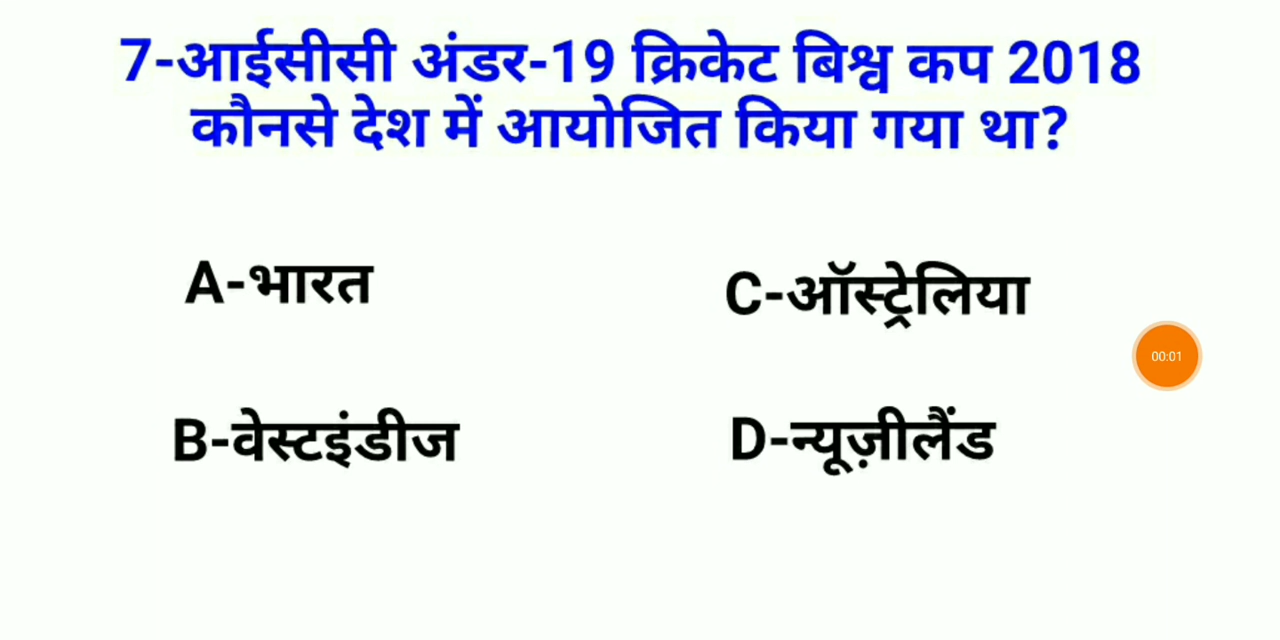 7-आईसीसी अंडर-19 क्रिकेट बिश्व कप 2018
कौनसे देश में आयोजित किया गया था?
A-भारत
C-ऑस्ट्रेलिया
00:01
B-वेस्टइंडीज
D-न्यूज़ीलैंड